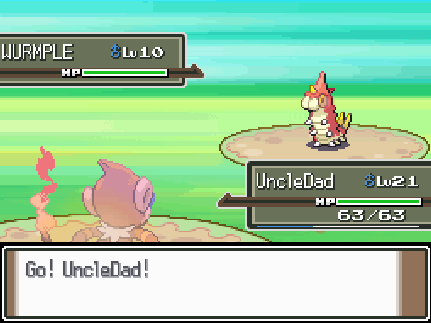 WURMPLE ♂Lv10
HP
UncleDad ♂Lv21
HP
63/63
Go! UncleDad!